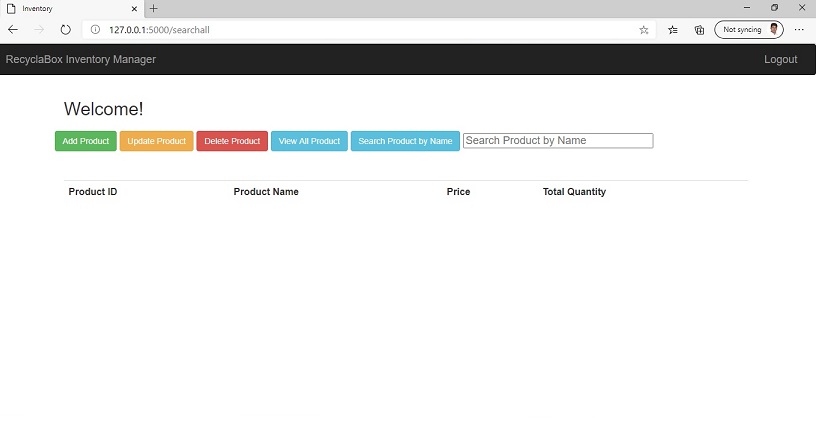 Inventory
127.0.0.1:5000/searchall
Not syncing
RecyclaBox Inventory Manager Logout
Welcome!
Add Product Update Product Delete Product View All Product Search Product by Name Search Product by Name
Product ID Product Name Price Total Quantity